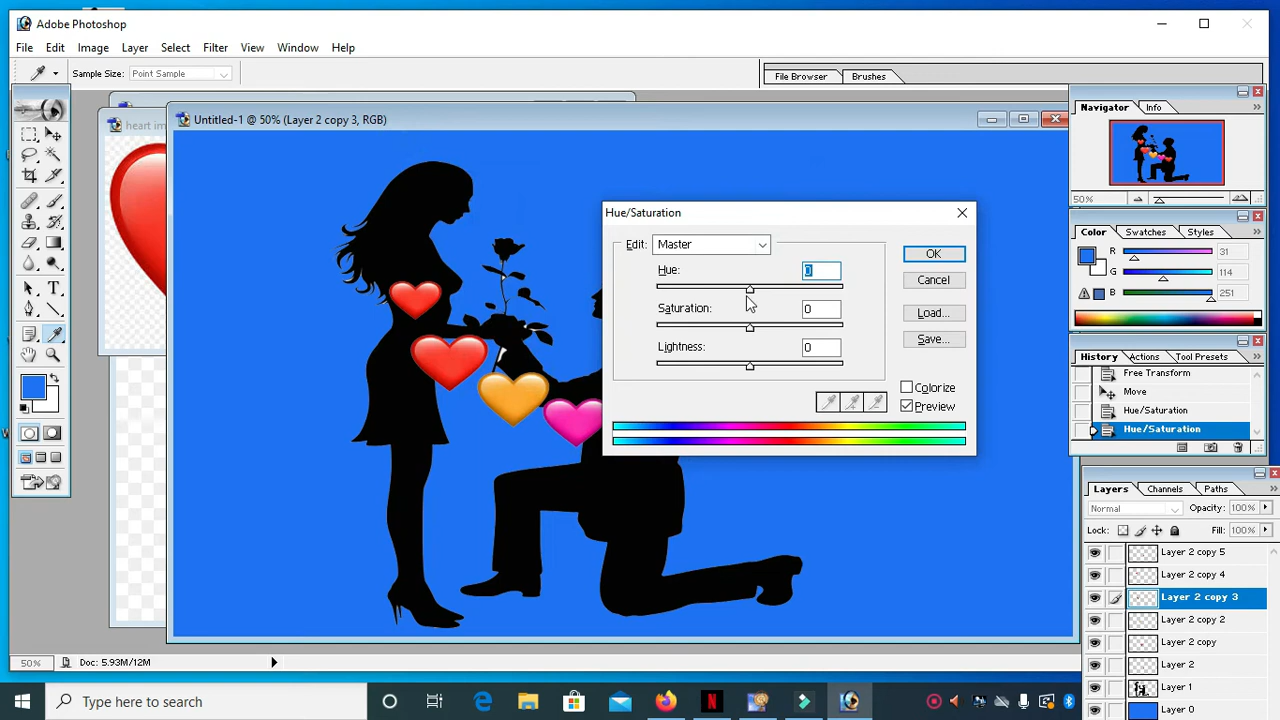 Adobe Photoshop
File Edit Image Layer Select Filter View Window Help
Sample Size: Point Sample
File Browser Brushes
heart im
Untitled-1 @ 50% (Layer 2 copy 3, RGB)
Navigator Info
50%
Hue/Saturation
Edit: Master
Hue: 0
Saturation: 0
Lightness: 0
OK
Cancel
Load...
Save...
Colorize
Preview
Color Swatches Styles
R 31
G 114
B 251
History Actions Tool Presets
Free Transform
Move
Hue/Saturation
Hue/Saturation
Layers Channels Paths
Normal Opacity: 100%
Lock: Fill: 100%
Layer 2 copy 5
Layer 2 copy 4
Layer 2 copy 3
Layer 2 copy 2
Layer 2 copy
Layer 2
Layer 1
Layer 0
50% Doc: 5.93M/12M
Type here to search